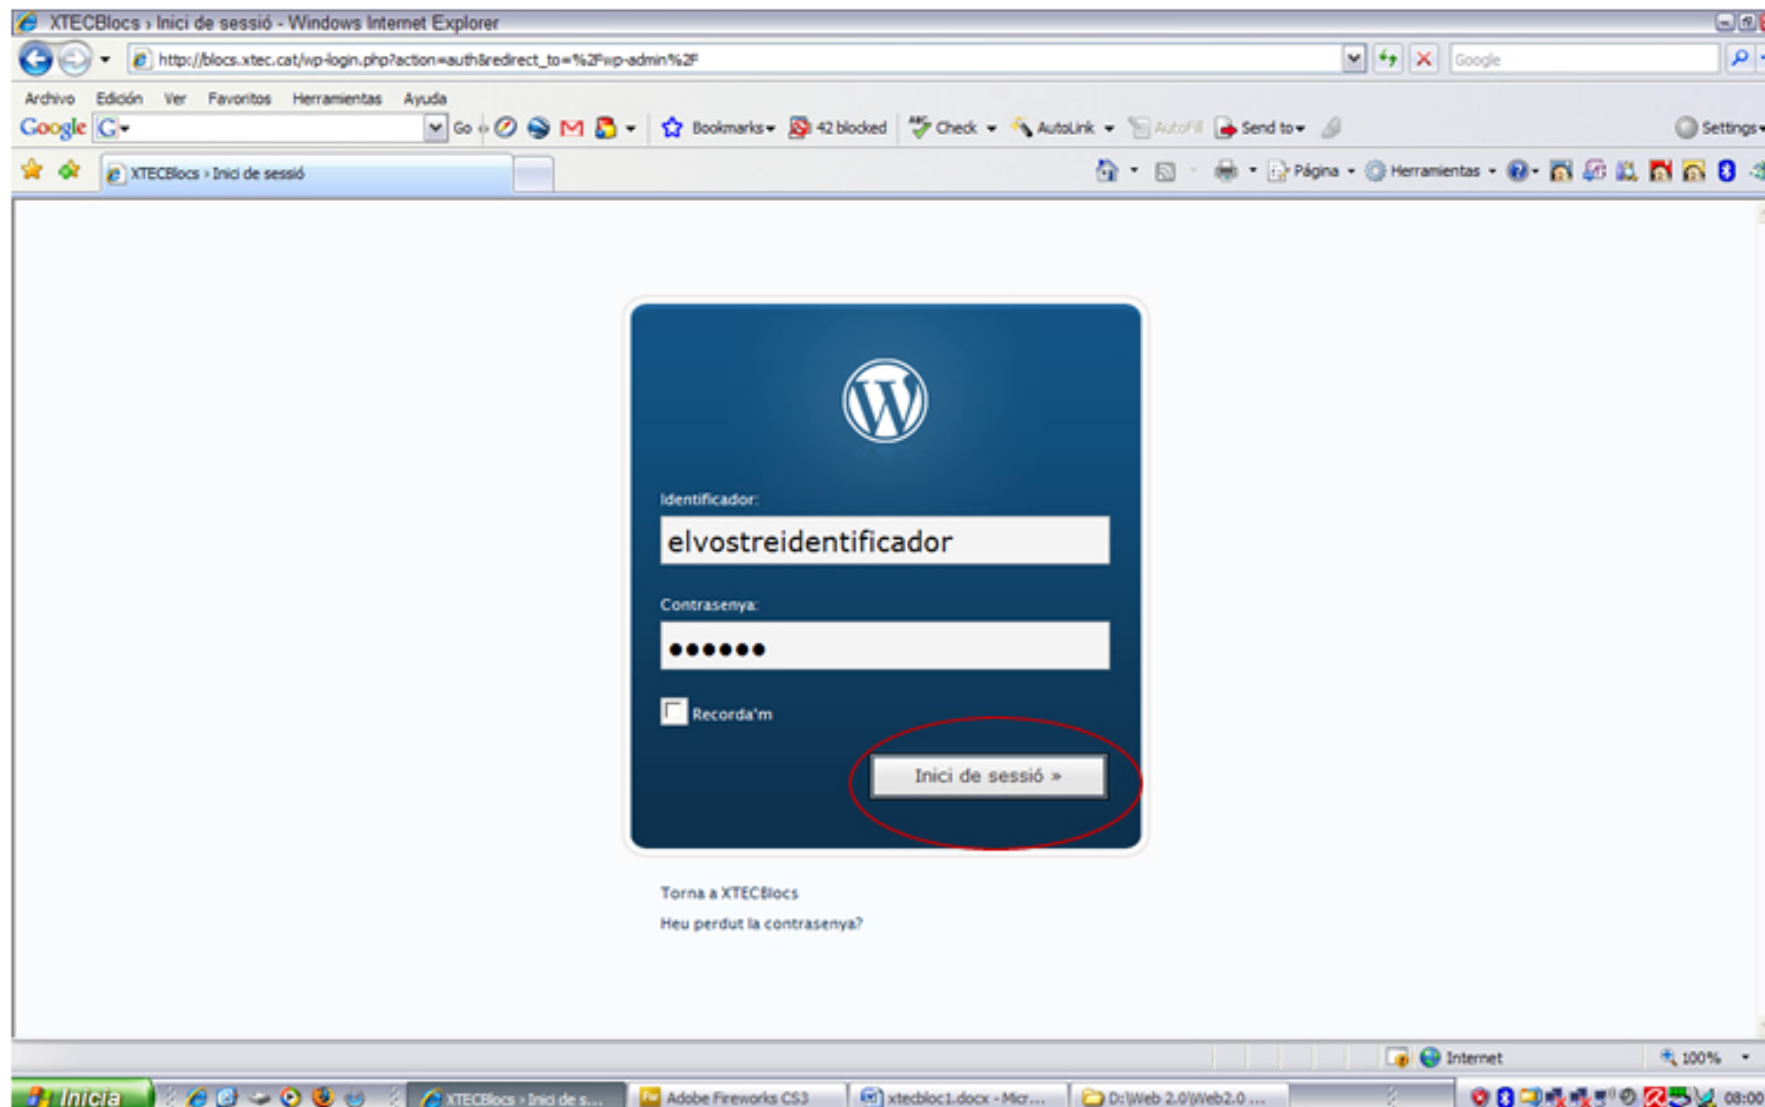 XTECBlocs › Inici de sessió - Windows Internet Explorer
http://blocs.xtec.cat/wp-login.php?action=auth&redirect_to=%2Fwp-admin%2F
Google
Archivo Edición Ver Favoritos Herramientas Ayuda
Google G Go Bookmarks 42 blocked Check AutoLink AutoFill Send to Settings
XTECBlocs › Inici de sessió Página Herramientas
W
Identificador:
elvostreidentificador
Contrasenya:
●●●●●●
Recorda'm
Inici de sessió »
Torna a XTECBlocs
Heu perdut la contrasenya?
Internet 100%
Inicia XTECBlocs › Inici de s... Adobe Fireworks CS3 xtecbloc1.docx - Micr... D:\Web 2.0\Web2.0 ... 08:00